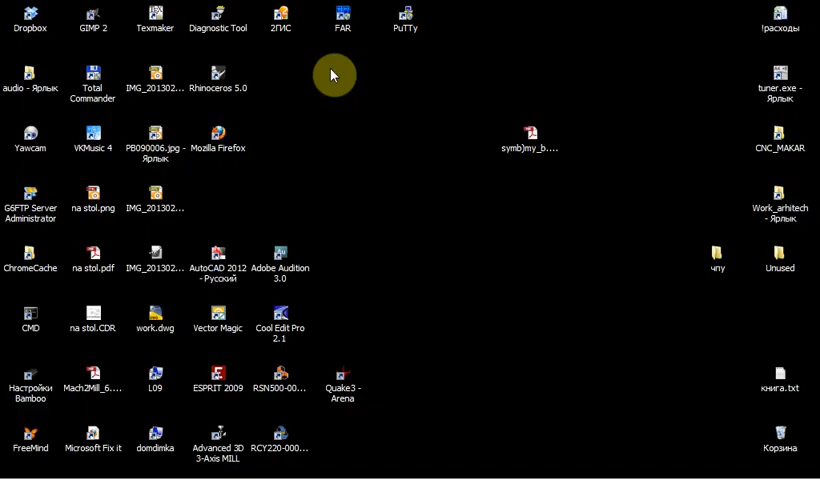 Dropbox
GIMP 2
Texmaker
Diagnostic Tool
2ГИС
FAR
PuTTy
!расходы
audio - Ярлык
Total
Commander
IMG_201302...
Rhinoceros 5.0
tuner.exe -
Ярлык
Yawcam
VKMusic 4
PB090006.jpg -
Ярлык
Mozilla Firefox
symb)my_b....
CNC_MAKAR
G6FTP Server
Administrator
na stol.png
IMG_201302...
Work_arhitech
- Ярлык
ChromeCache
na stol.pdf
IMG_201302...
AutoCAD 2012
- Русский
Adobe Audition
3.0
чпу
Unused
CMD
na stol.CDR
work.dwg
Vector Magic
Cool Edit Pro
2.1
Настройки
Bamboo
Mach2Mill_6....
L09
ESPRIT 2009
RSN500-00...
Quake3 -
Arena
книга.txt
FreeMind
Microsoft Fix it
domdimka
Advanced 3D
3-Axis MILL
RCY220-000...
Корзина